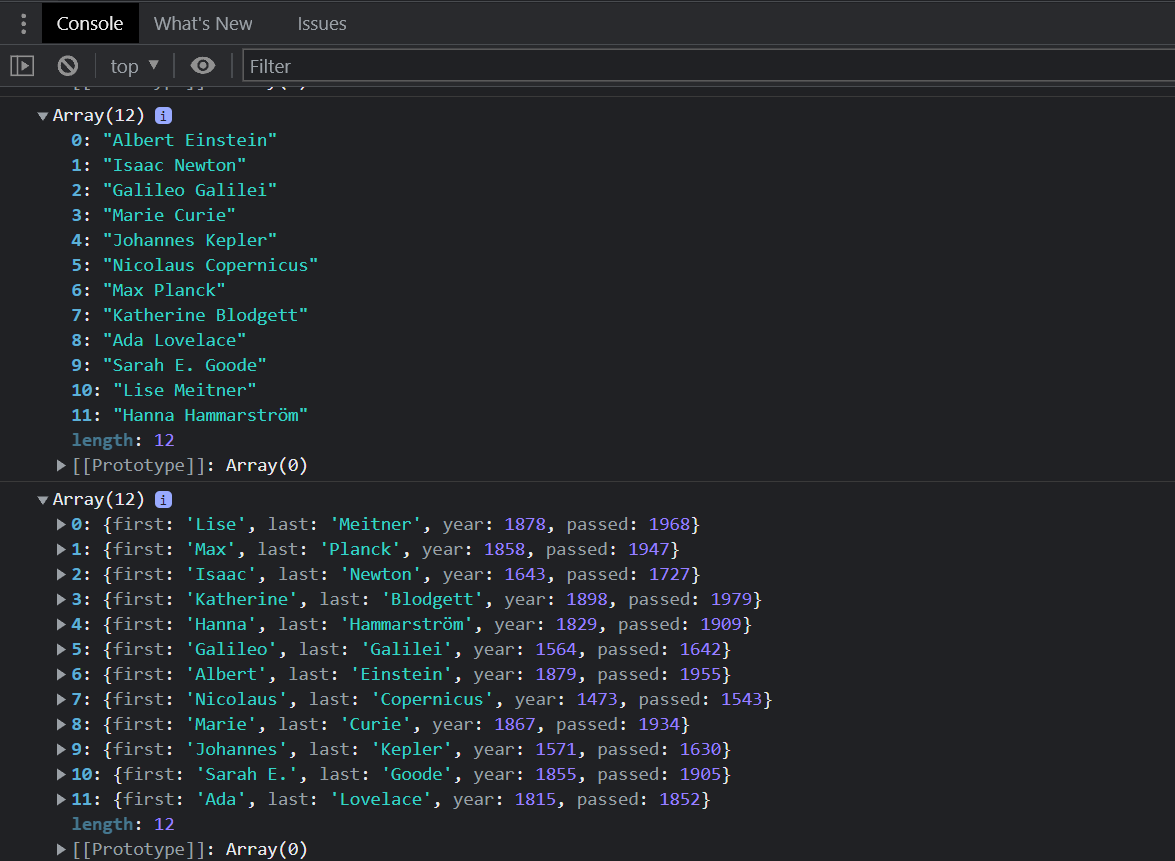 Console What's New Issues
top ▼ Filter
▼Array(12) i
0: "Albert Einstein"
1: "Isaac Newton"
2: "Galileo Galilei"
3: "Marie Curie"
4: "Johannes Kepler"
5: "Nicolaus Copernicus"
6: "Max Planck"
7: "Katherine Blodgett"
8: "Ada Lovelace"
9: "Sarah E. Goode"
10: "Lise Meitner"
11: "Hanna Hammarström"
length: 12
▶[[Prototype]]: Array(0)
▼Array(12) i
▶0: {first: 'Lise', last: 'Meitner', year: 1878, passed: 1968}
▶1: {first: 'Max', last: 'Planck', year: 1858, passed: 1947}
▶2: {first: 'Isaac', last: 'Newton', year: 1643, passed: 1727}
▶3: {first: 'Katherine', last: 'Blodgett', year: 1898, passed: 1979}
▶4: {first: 'Hanna', last: 'Hammarström', year: 1829, passed: 1909}
▶5: {first: 'Galileo', last: 'Galilei', year: 1564, passed: 1642}
▶6: {first: 'Albert', last: 'Einstein', year: 1879, passed: 1955}
▶7: {first: 'Nicolaus', last: 'Copernicus', year: 1473, passed: 1543}
▶8: {first: 'Marie', last: 'Curie', year: 1867, passed: 1934}
▶9: {first: 'Johannes', last: 'Kepler', year: 1571, passed: 1630}
▶10: {first: 'Sarah E.', last: 'Goode', year: 1855, passed: 1905}
▶11: {first: 'Ada', last: 'Lovelace', year: 1815, passed: 1852}
length: 12
▶[[Prototype]]: Array(0)